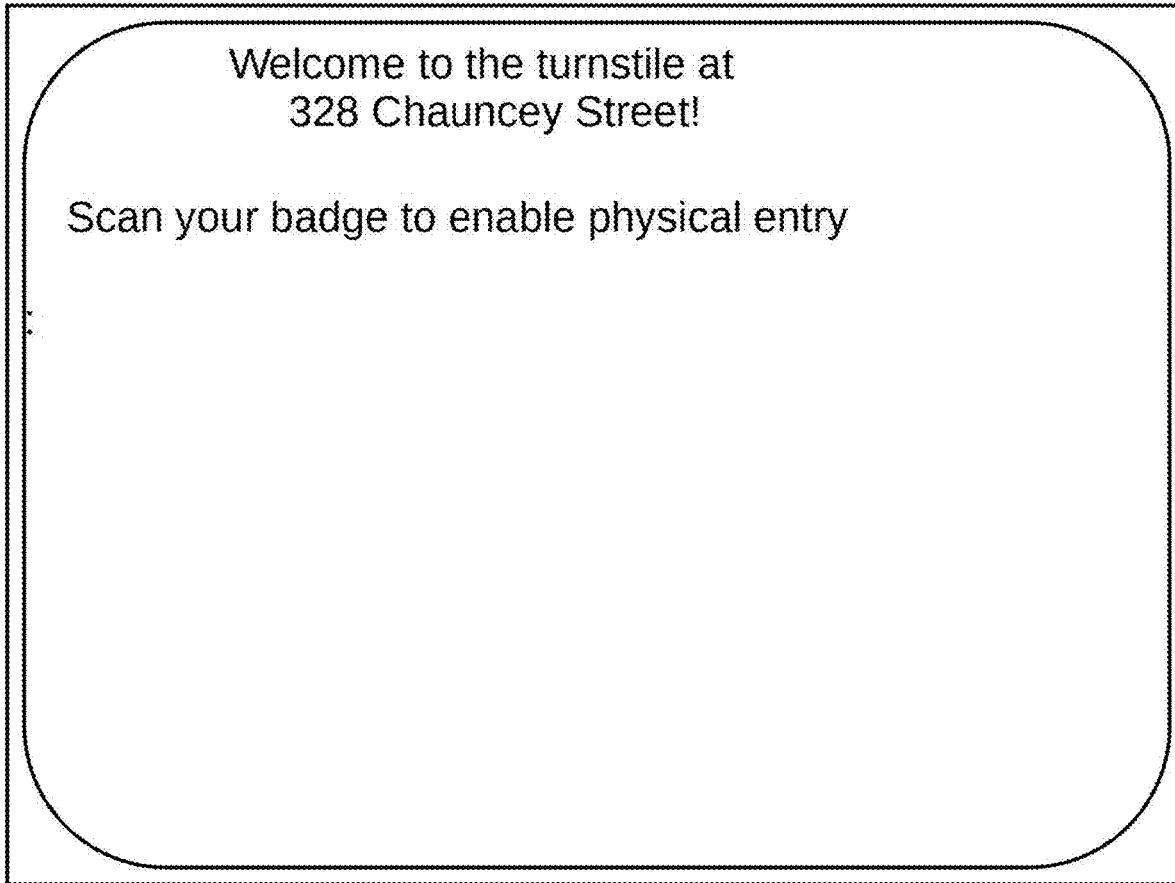 Welcome to the turnstile at
328 Chauncey Street!
Scan your badge to enable physical entry